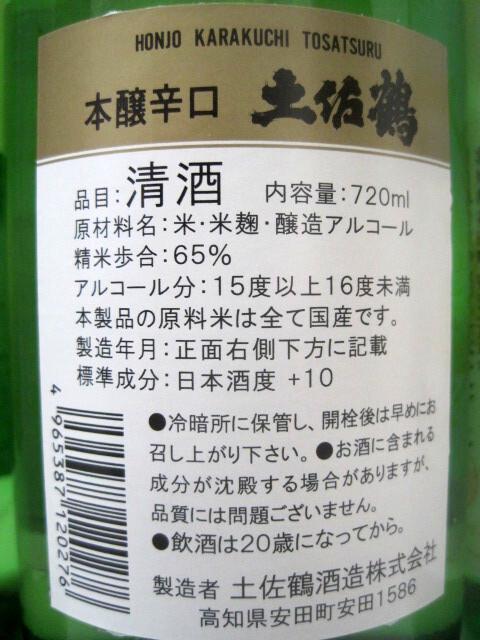 HONJO KARAKUCHI TOSATSURU
本醸辛口 土佐鶴
品目:清酒 内容量:720ml
原材料名:米・米麹・醸造アルコール
精米歩合:65%
アルコール分:15度以上16度未満
本製品の原料米は全て国産です。
製造年月:正面右側下方に記載
標準成分:日本酒度 +10
●冷暗所に保管し、開栓後は早めにお
召し上がり下さい。●お酒に含まれる
成分が沈殿する場合がありますが、
品質には問題ございません。
●飲酒は20歳になってから。
4965387120276
製造者 土佐鶴酒造株式会社
高知県安田町安田1586